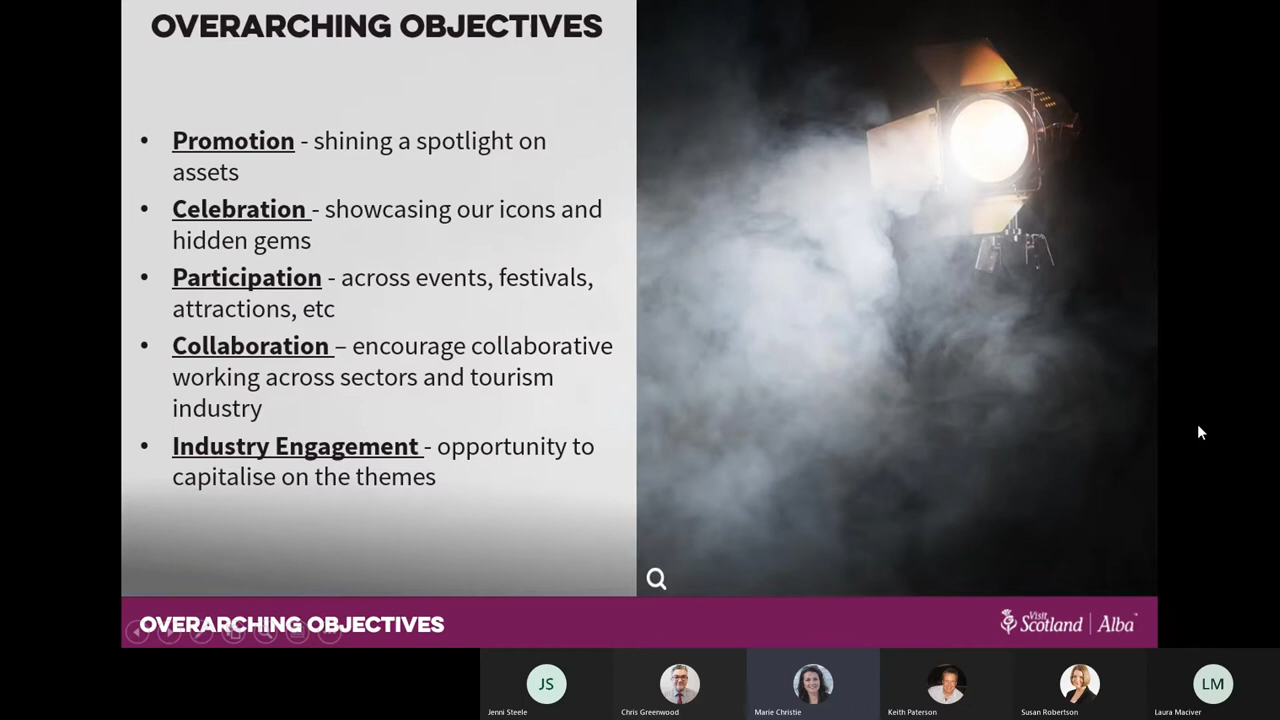 OVERARCHING OBJECTIVES
• Promotion - shining a spotlight on
assets
• Celebration - showcasing our icons and
hidden gems
• Participation - across events, festivals,
attractions, etc
• Collaboration – encourage collaborative
working across sectors and tourism
industry
• Industry Engagement - opportunity to
capitalise on the themes
OVERARCHING OBJECTIVES
Visit
Scotland | Alba™
JS
LM
Jenni Steele
Chris Greenwood
Marie Christie
Keith Paterson
Susan Robertson
Laura Maciver